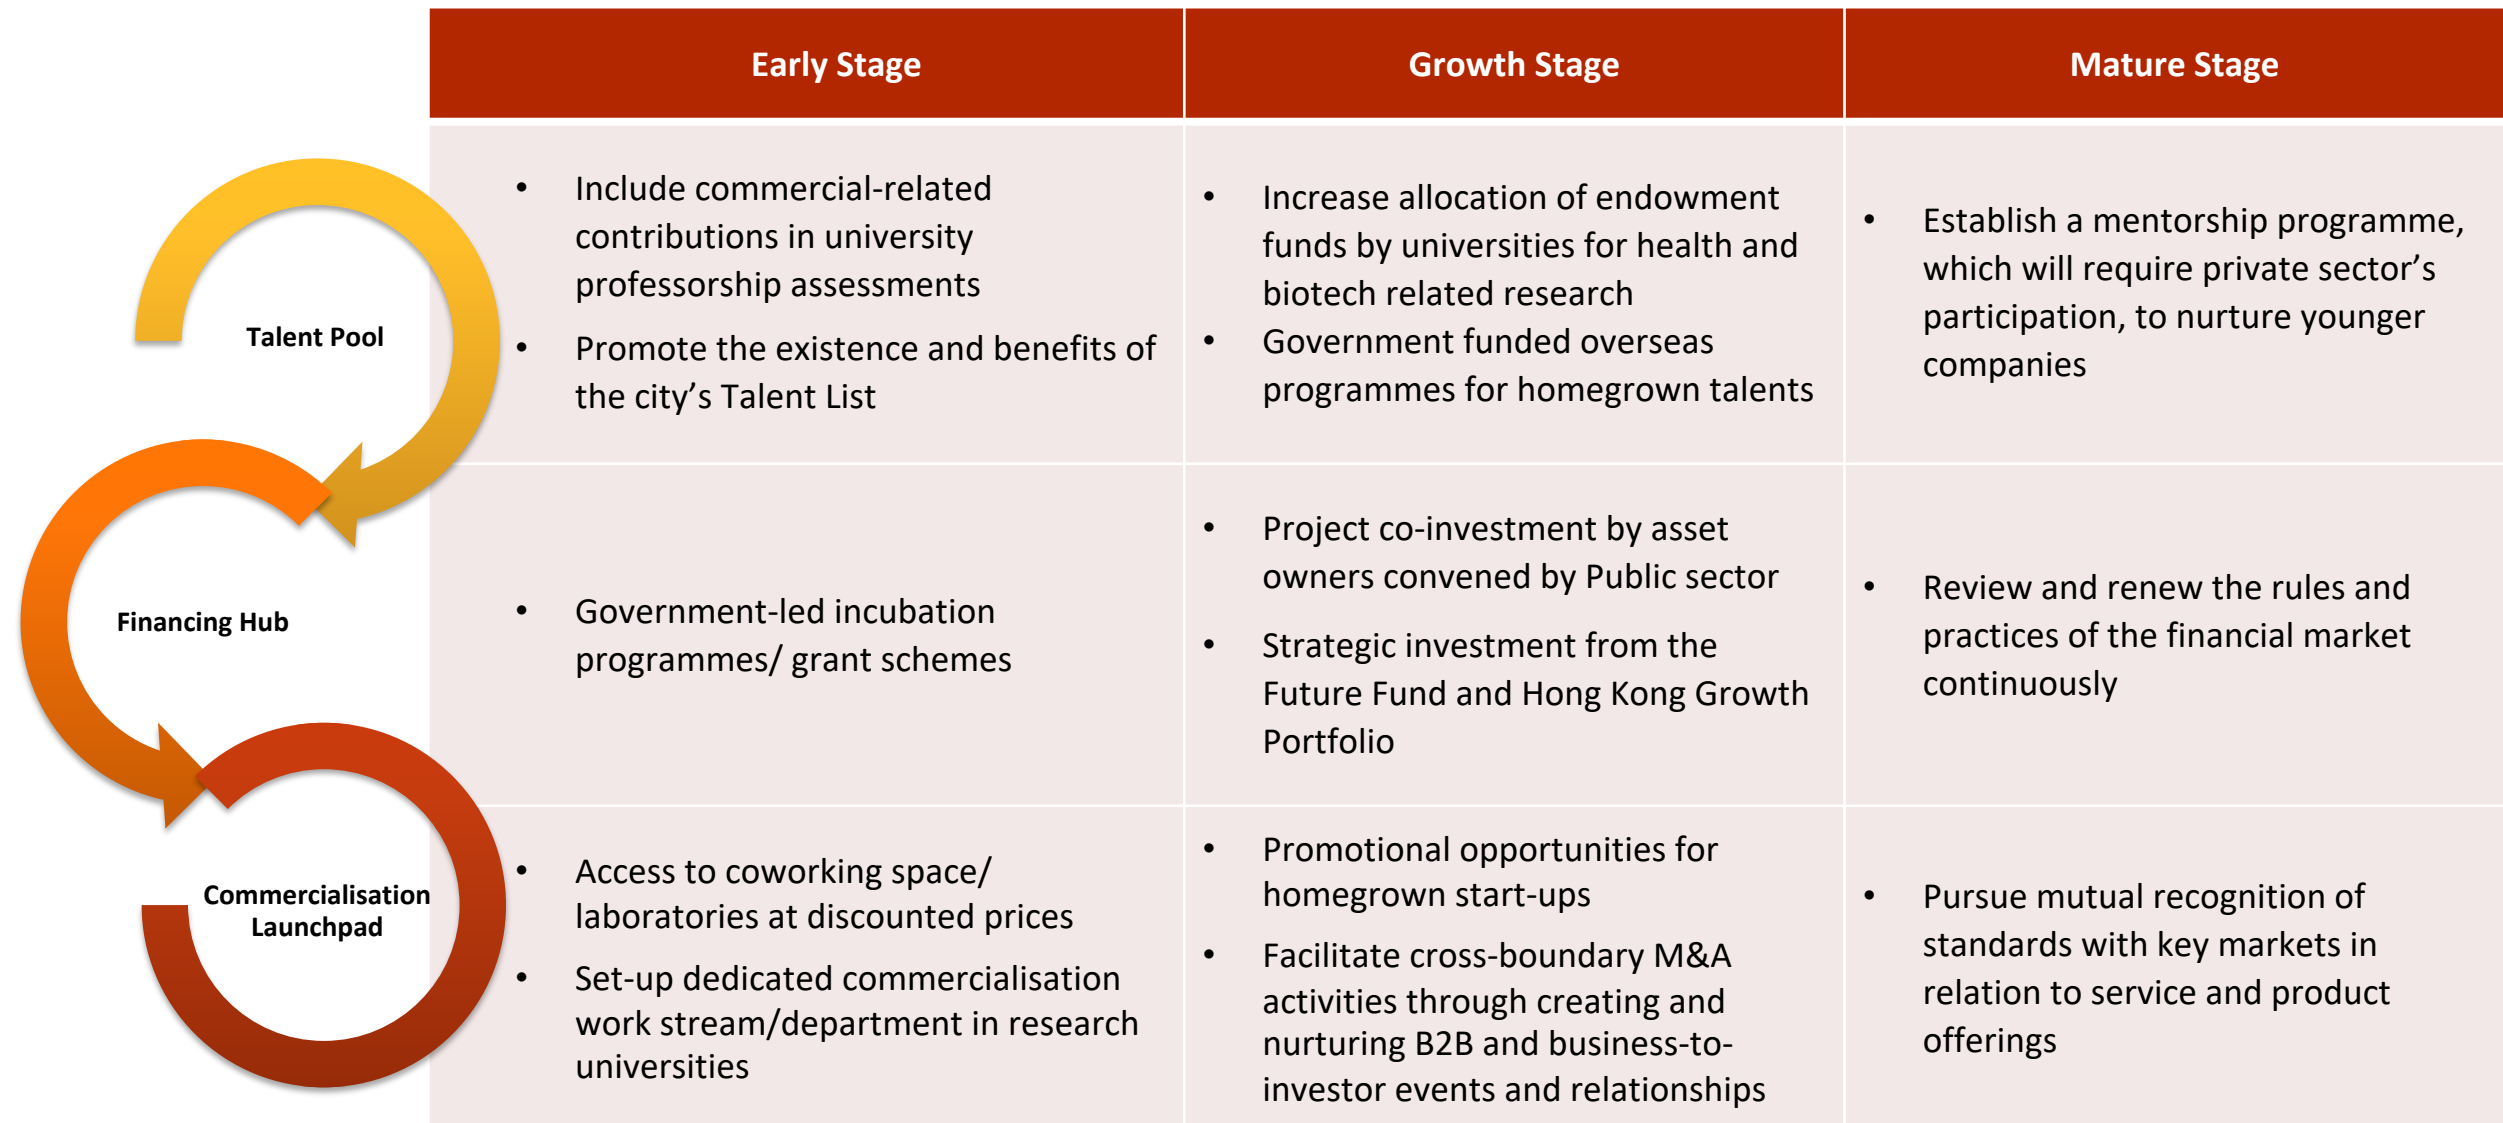 Early Stage
Growth Stage
Mature Stage
Talent Pool
• Include commercial-related
contributions in university
professorship assessments
• Promote the existence and benefits of
the city’s Talent List
• Increase allocation of endowment
funds by universities for health and
biotech related research
• Government funded overseas
programmes for homegrown talents
• Establish a mentorship programme,
which will require private sector’s
participation, to nurture younger
companies
Financing Hub
• Government-led incubation
programmes/ grant schemes
• Project co-investment by asset
owners convened by Public sector
• Strategic investment from the
Future Fund and Hong Kong Growth
Portfolio
• Review and renew the rules and
practices of the financial market
continuously
Commercialisation
Launchpad
• Access to coworking space/
laboratories at discounted prices
• Set-up dedicated commercialisation
work stream/department in research
universities
• Promotional opportunities for
homegrown start-ups
• Facilitate cross-boundary M&A
activities through creating and
nurturing B2B and business-to-
investor events and relationships
• Pursue mutual recognition of
standards with key markets in
relation to service and product
offerings